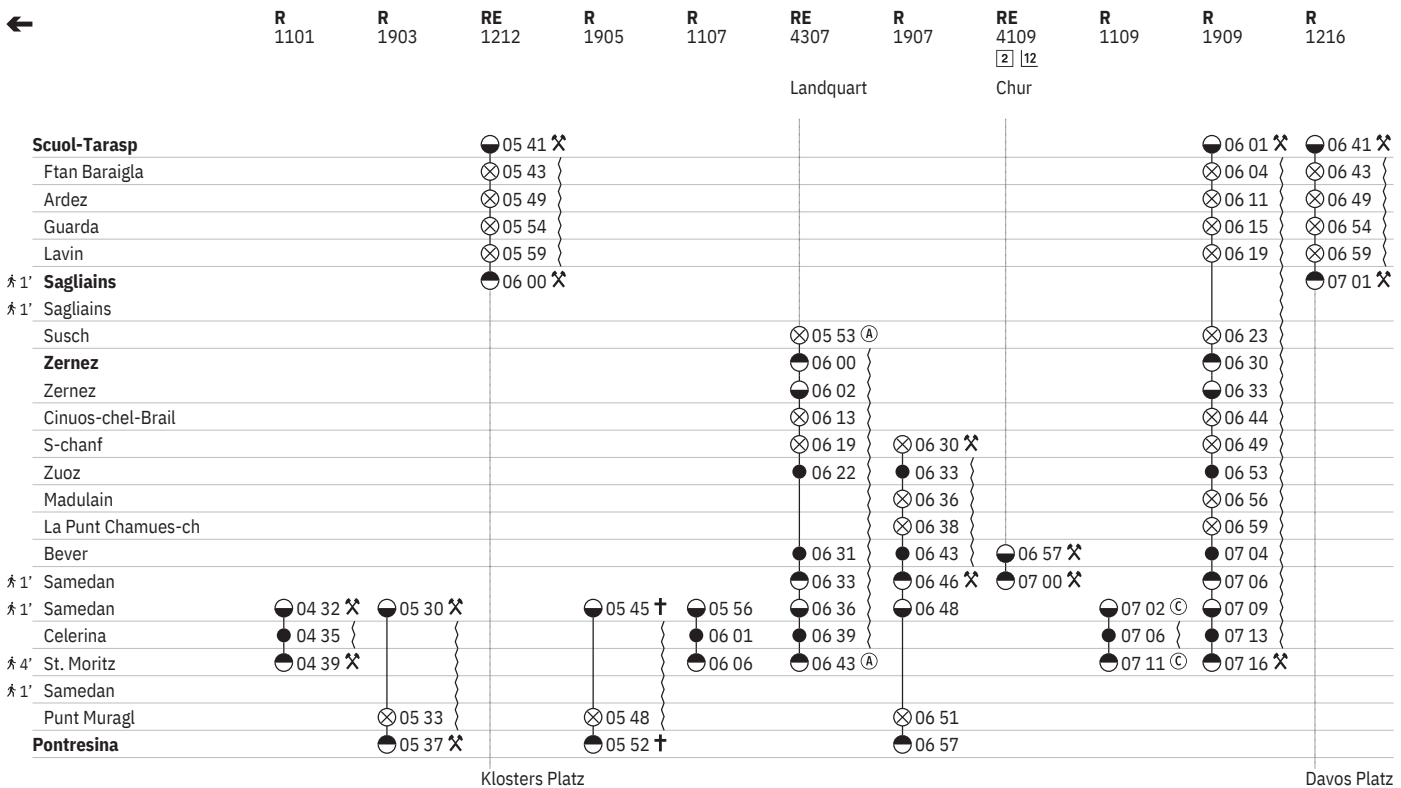 R R RE R R RE R RE R R R
1101 1903 1212 1905 1107 4307 1907 4109 1109 1909 1216
2 12
Landquart Chur
Scuol-Tarasp 05 41 06 01 06 41
Ftan Baraigla 05 43 06 04 06 43
Ardez 05 49 06 11 06 49
Guarda 05 54 06 15 06 54
Lavin 05 59 06 19 06 59
1’ Sagliains 06 00 07 01
1’ Sagliains
Susch 05 53 A 06 23
Zernez 06 00 06 30
Zernez 06 02 06 33
Cinuos-chel-Brail 06 13 06 44
S-chanf 06 19 06 30 06 49
Zuoz 06 22 06 33 06 53
Madulain 06 36 06 56
La Punt Chamues-ch 06 38 06 59
Bever 06 31 06 43 06 57 07 04
1’ Samedan 06 33 06 46 07 00 07 06
1’ Samedan 04 32 05 30 05 45 05 56 06 36 06 48 07 02 C 07 09
Celerina 04 35 06 01 06 39 07 06 07 13
4’ St. Moritz 04 39 06 06 06 43 A 07 11 C 07 16
1’ Samedan
Punt Muragl 05 33 05 48 06 51
Pontresina 05 37 05 52 06 57
Klosters Platz Davos Platz